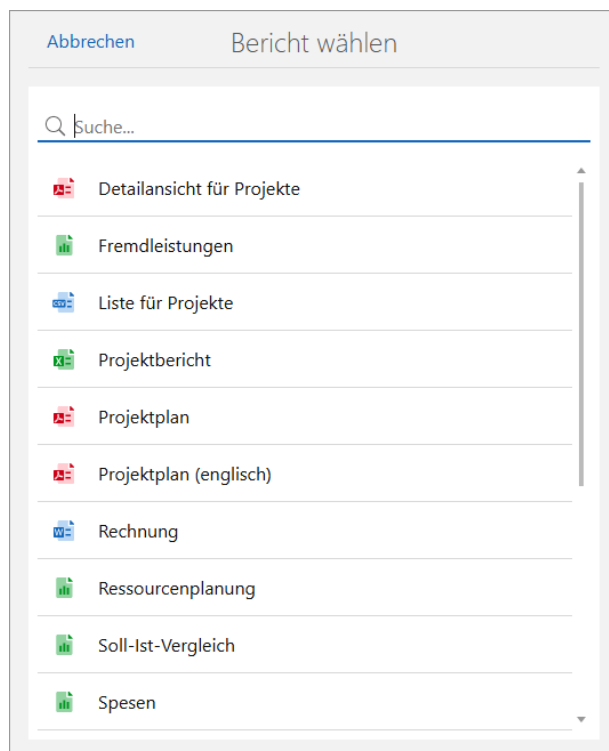 Abbrechen Bericht wählen
Suche...
Detailansicht für Projekte
Fremdleistungen
CSV Liste für Projekte
X Projektbericht
Projektplan
Projektplan (englisch)
W Rechnung
Ressourcenplanung
Soll-Ist-Vergleich
Spesen